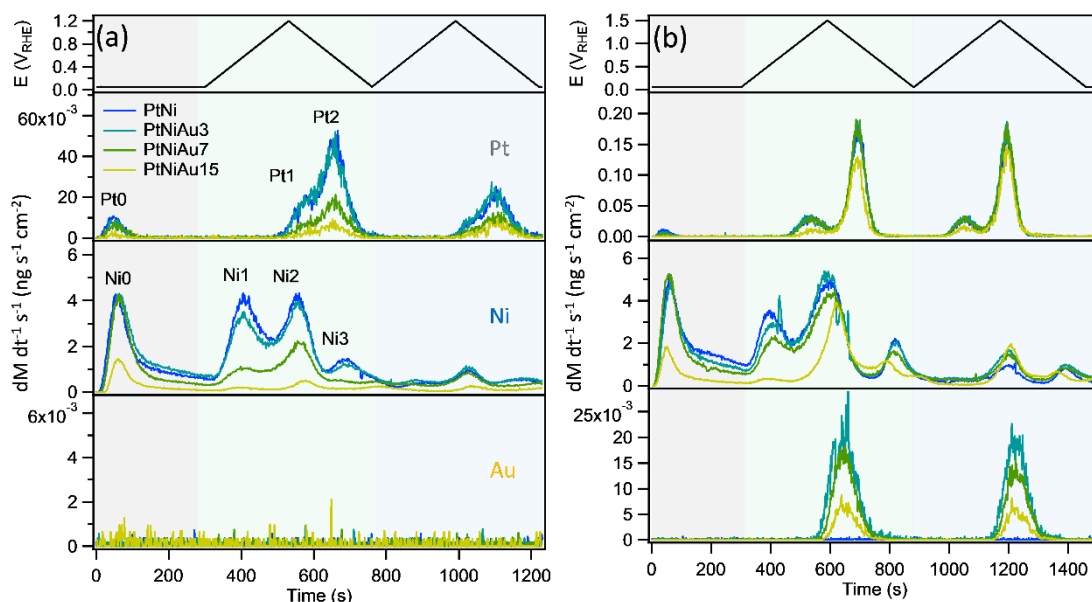 (a)
E (V_RHE)
1.2
0.8
0.4
0.0
60x10⁻³
40
20
0
PtNi
PtNiAu3
PtNiAu7
PtNiAu15
Pt0
Pt1
Pt2
Pt
dM dt⁻¹ s⁻¹ (ng s⁻¹ cm⁻²)
6
4
2
0
Ni0
Ni1
Ni2
Ni3
Ni
6x10⁻³
4
2
0
Au
0 200 400 600 800 1000 1200
Time (s)
(b)
E (V_RHE)
1.5
1.2
0.9
0.6
0.3
0.0
0.20
0.15
0.10
0.05
0.00
dM dt⁻¹ s⁻¹ (ng s⁻¹ cm⁻²)
6
4
2
0
25x10⁻³
20
15
10
5
0
0 200 400 600 800 1000 1200 1400
Time (s)